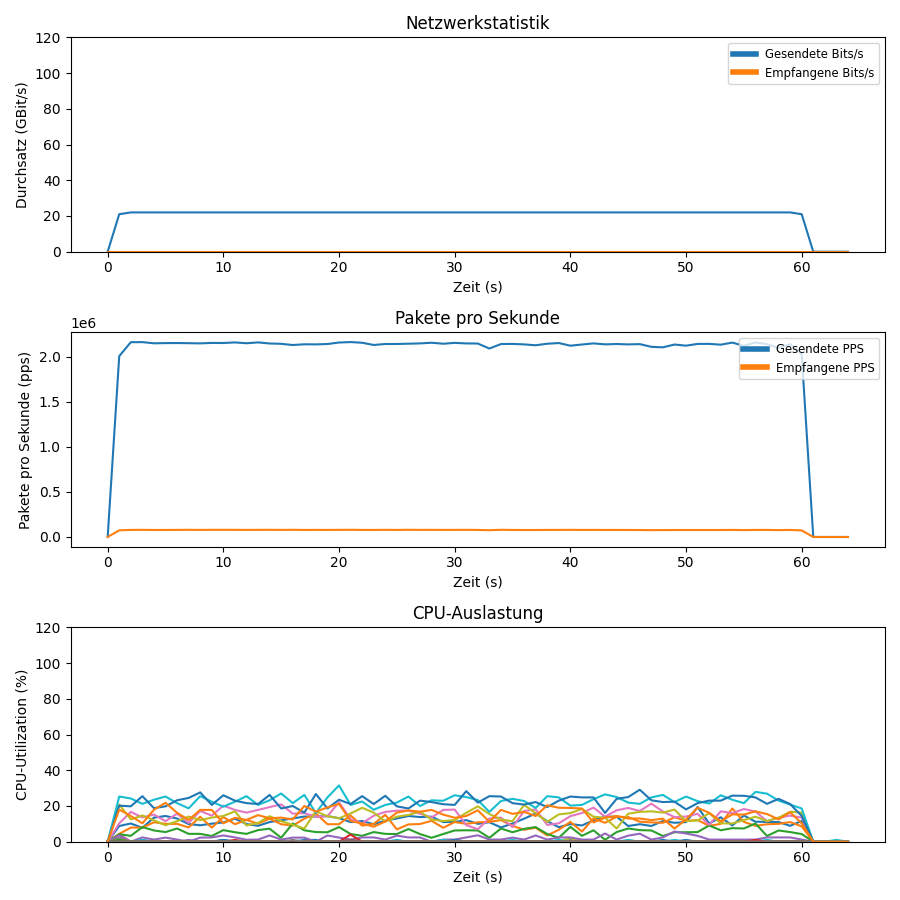 Netzwerkstatistik
120
100
80
60
40
20
0
Durchsatz (GBit/s)
Gesendete Bits/s
Empfangene Bits/s
0 10 20 30 40 50 60
Zeit (s)
Pakete pro Sekunde
1e6
2.0
1.5
1.0
0.5
0.0
Pakete pro Sekunde (pps)
Gesendete PPS
Empfangene PPS
0 10 20 30 40 50 60
Zeit (s)
CPU-Auslastung
120
100
80
60
40
20
0
CPU-Utilization (%)
0 10 20 30 40 50 60
Zeit (s)